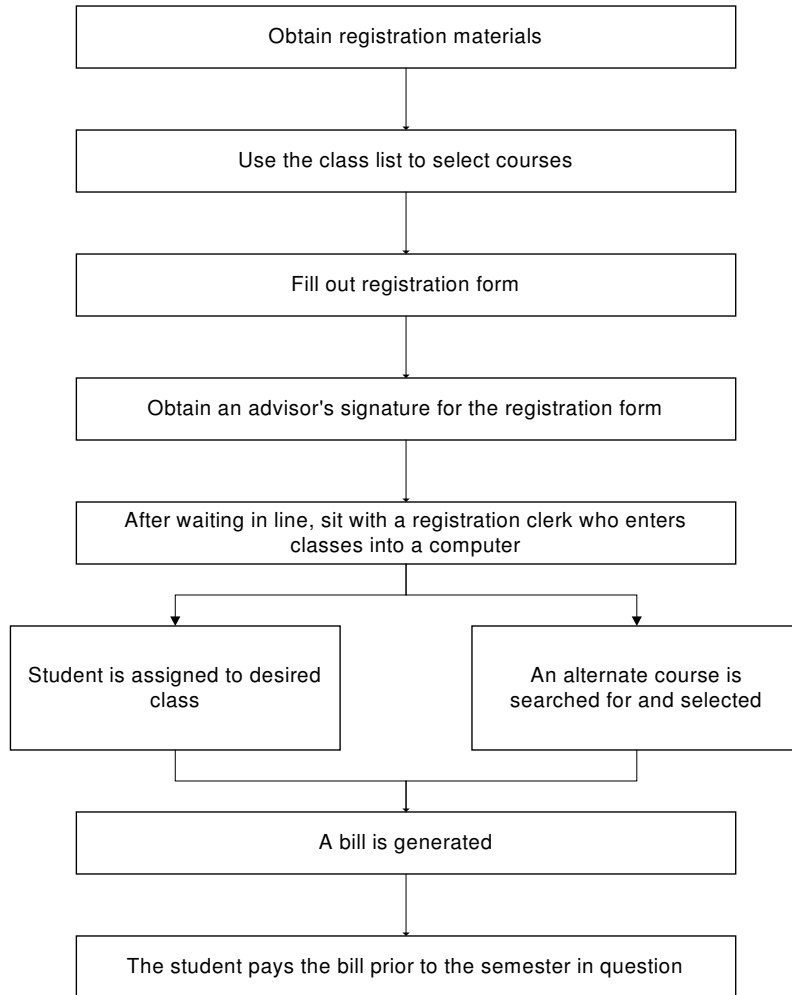 Obtain registration materials
Use the class list to select courses
Fill out registration form
Obtain an advisor's signature for the registration form
After waiting in line, sit with a registration clerk who enters
classes into a computer
Student is assigned to desired
class
An alternate course is
searched for and selected
A bill is generated
The student pays the bill prior to the semester in question